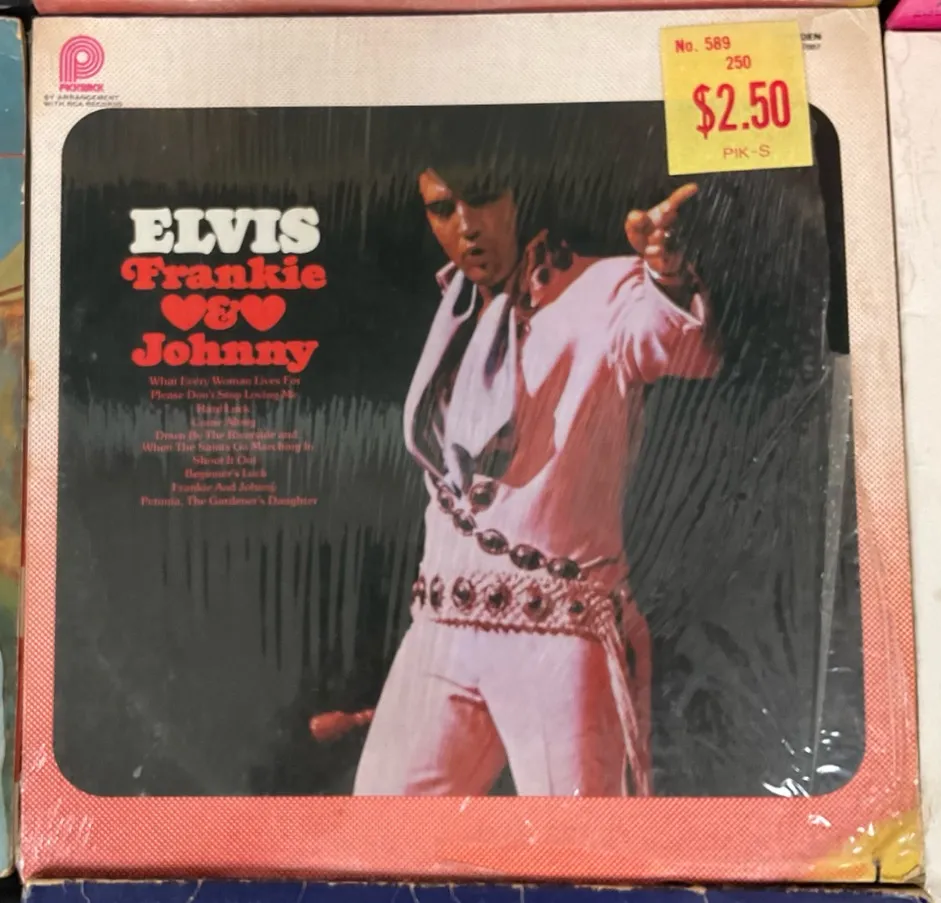 PICKWICK
BY ARRANGEMENT
WITH RCA RECORDS
No. 589
250
$2.50
PIK-S
ELVIS
Frankie
&
Johnny
What Every Woman Lives For
Please Don't Stop Loving Me
Hard Luck
Come Along
Down By The Riverside and
When The Saints Go Marching In
Shout It Out
Beginner's Luck
Frankie And Johnny
Petunia, The Gardener's Daughter